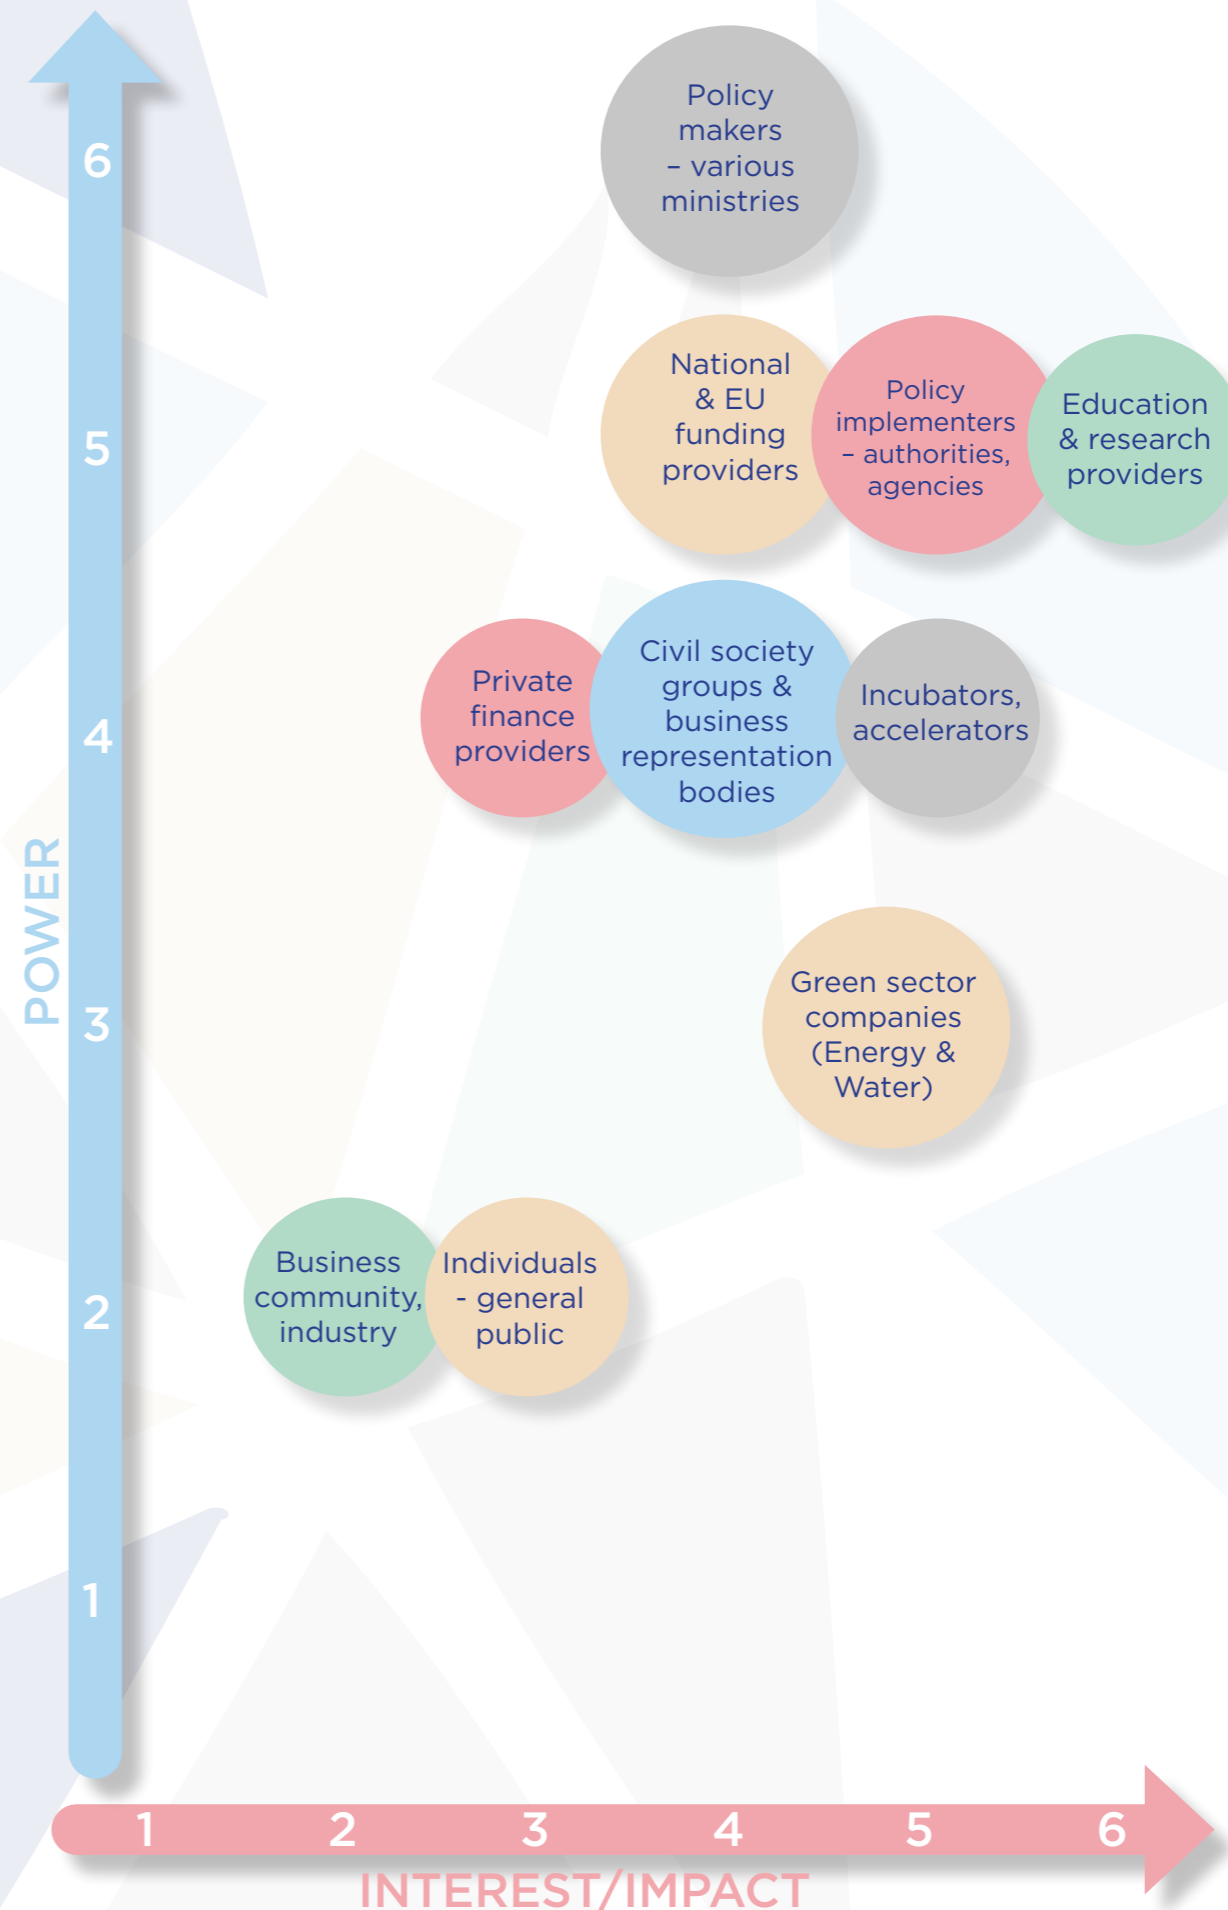 6
Policy
makers
– various
ministries
5
National
& EU
funding
providers
Policy
implementers
– authorities,
agencies
Education
& research
providers
4
Private
finance
providers
Civil society
groups &
business
representation
bodies
Incubators,
accelerators
POWER
3
Green sector
companies
(Energy &
Water)
2
Business
community,
industry
Individuals
- general
public
1
1 2 3 4 5 6
INTEREST/IMPACT